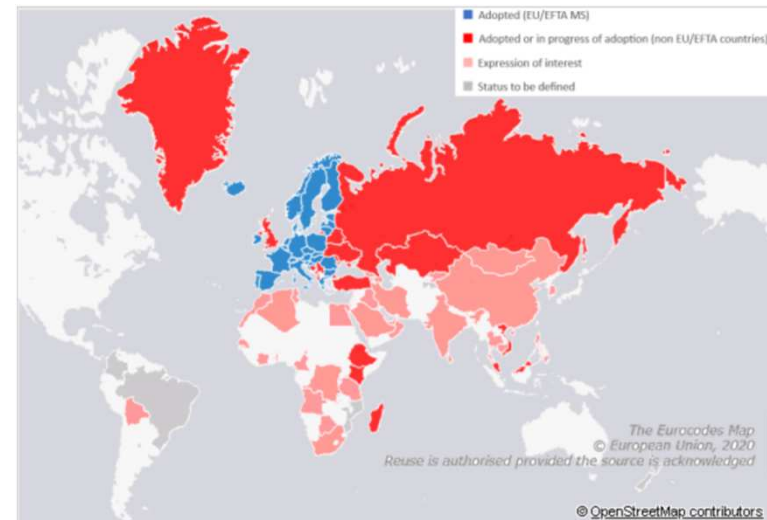 Adopted (EU/EFTA MS)
Adopted or in progress of adoption (non EU/EFTA countries)
Expression of interest
Status to be defined
The Eurocodes Map
© European Union, 2020
Reuse is authorised provided the source is acknowledged
© OpenStreetMap contributors